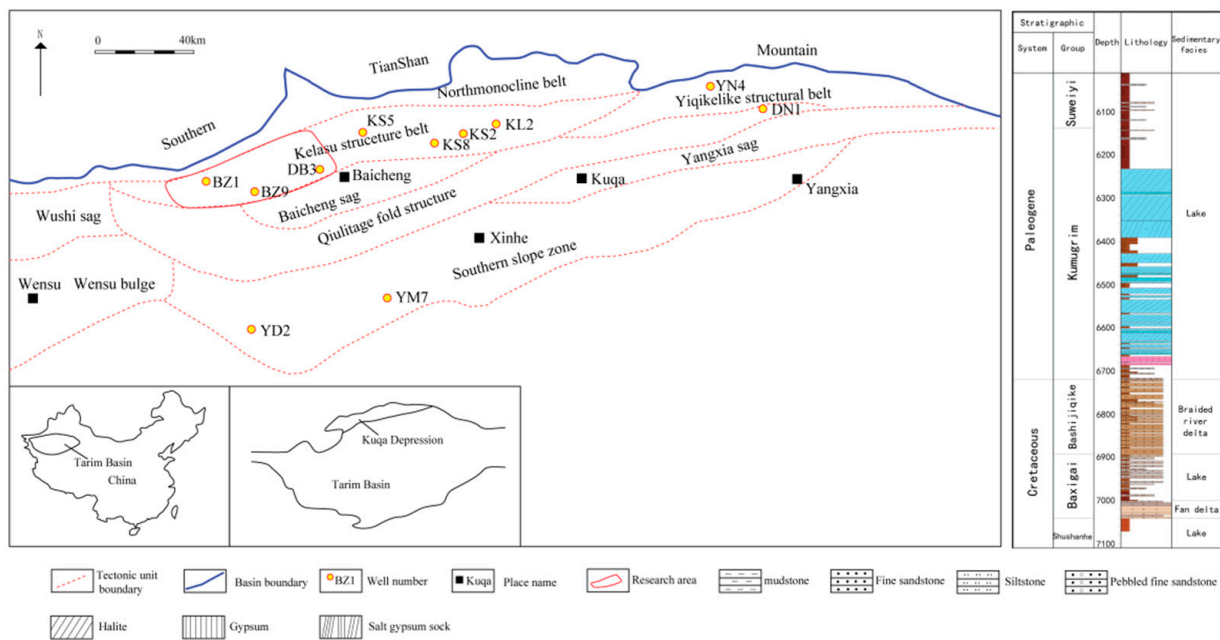 N
0 40km
TianShan
Mountain
Southern
Northmonocline belt
YN4
Yiqikelike structural belt
DN1
KS5
KL2
KS2
KS8
Kelasu struceture belt
DB3
BZ1
BZ9
Baicheng
Yangxia sag
Kuqa
Yangxia
Wushi sag
Baicheng sag
Qiulitage fold structure
Xinhe
Southern slope zone
Wensu
Wensu bulge
YM7
YD2
Tarim Basin
China
Kuqa Depression
Tarim Basin
Stratigraphic
System
Group
Depth
Lithology
Sedimentary
facies
Paleogene
Cretaceous
Suweiyi
Kumugrim
Bashijiqike
Baxigai
Shushanhe
6100
6200
6300
6400
6500
6600
6700
6800
6900
7000
7100
Lake
Braided
river
delta
Lake
Fan delta
Lake
Tectonic unit
boundary
Basin boundary
BZ1
Well number
Kuqa
Place name
Research area
mudstone
Fine sandstone
Siltstone
Pebbled fine sandstone
Halite
Gypsum
Salt gypsum sock